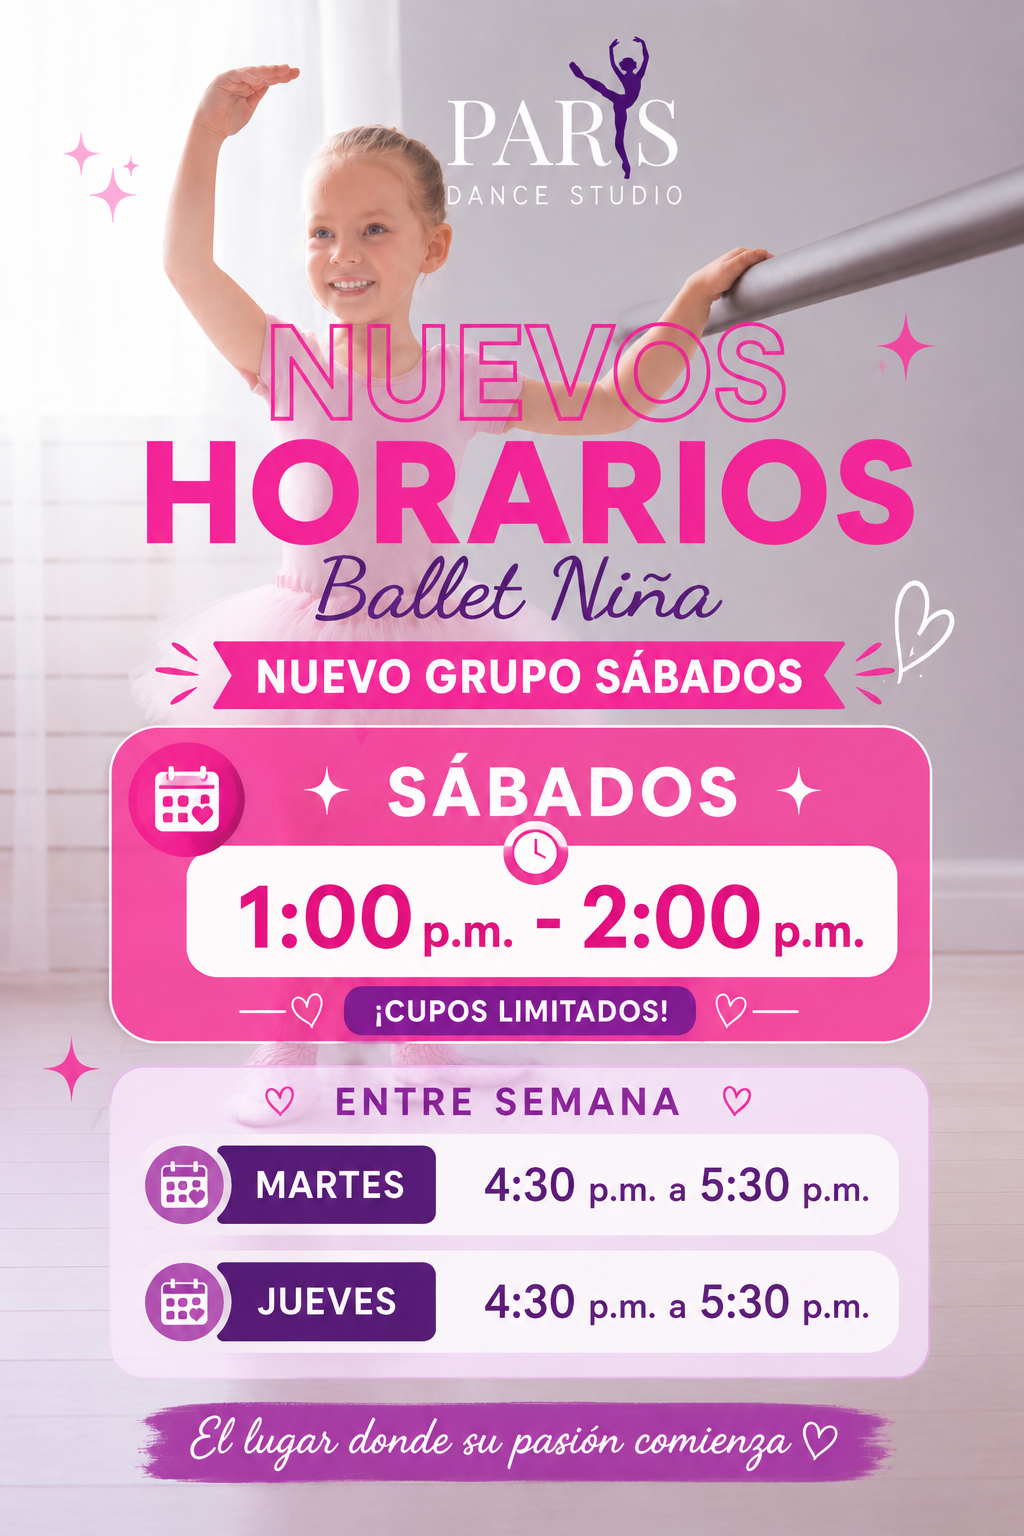 PARIS
DANCE STUDIO
NUEVOS
HORARIOS
Ballet Niña
NUEVO GRUPO SÁBADOS
SÁBADOS
1:00 p.m. - 2:00 p.m.
¡CUPOS LIMITADOS!
ENTRE SEMANA
MARTES 4:30 p.m. a 5:30 p.m.
JUEVES 4:30 p.m. a 5:30 p.m.
El lugar donde su pasión comienza